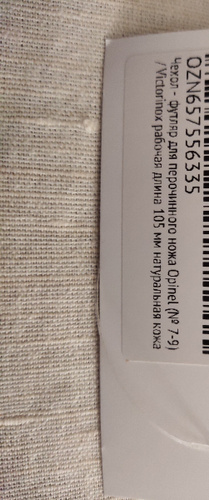 OZN657556335
Чехол - футляр для перочинного ножа Opinel (№ 7-9)
/ Victorinox рабочая длина 105 мм натуральная кожа